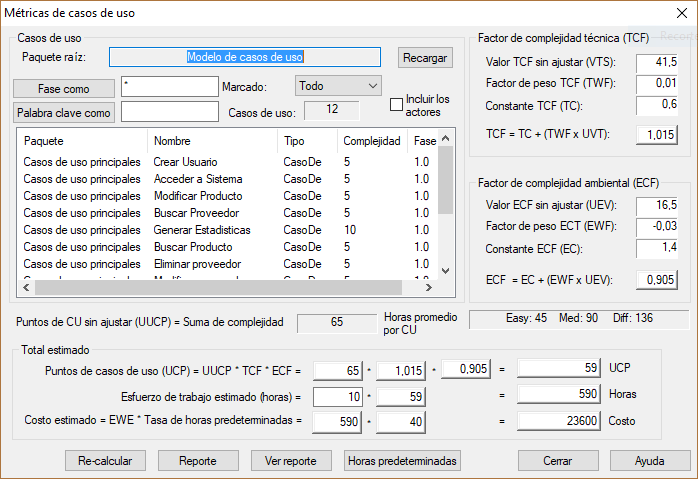 Métricas de casos de uso
Casos de uso
Paquete raíz: Modelo de casos de uso Recargar
Fase como * Marcado: Todo
Palabra clave como Casos de uso: 12 Incluir los actores
Paquete Nombre Tipo Complejidad Fase
Casos de uso principales Crear Usuario CasoDe 5 1.0
Casos de uso principales Acceder a Sistema CasoDe 5 1.0
Casos de uso principales Modificar Producto CasoDe 5 1.0
Casos de uso principales Buscar Proveedor CasoDe 5 1.0
Casos de uso principales Generar Estadisticas CasoDe 10 1.0
Casos de uso principales Buscar Producto CasoDe 5 1.0
Casos de uso principales Eliminar proveedor CasoDe 5 1.0
Casos de uso principales CasoDe 5 1.0
Factor de complejidad técnica (TCF)
Valor TCF sin ajustar (VTS): 41,5
Factor de peso TCF (TWF): 0,01
Constante TCF (TC): 0,6
TCF = TC + (TWF x UVT): 1,015
Factor de complejidad ambiental (ECF)
Valor ECF sin ajustar (UEV): 16,5
Factor de peso ECT (EWF): -0,03
Constante ECF (EC): 1,4
ECF = EC + (EWF x UEV): 0,905
Puntos de CU sin ajustar (UUCP) = Suma de complejidad 65 Horas promedio por CU Easy: 45 Med: 90 Diff: 136
Total estimado
Puntos de casos de uso (UCP) = UUCP * TCF * ECF = 65 * 1,015 * 0,905 = 59 UCP
Esfuerzo de trabajo estimado (horas) = 10 * 59 = 590 Horas
Costo estimado = EWE * Tasa de horas predeterminadas = 590 * 40 = 23600 Costo
Re-calcular Reporte Ver reporte Horas predeterminadas Cerrar Ayuda